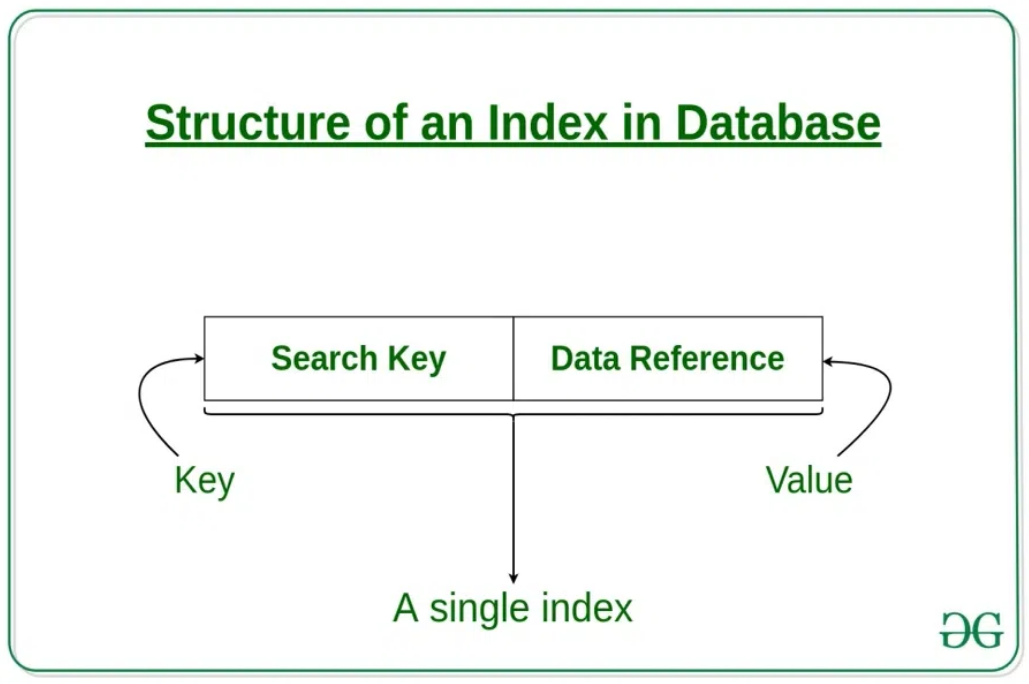 Structure of an Index in Database
Search Key
Data Reference
Key
Value
A single index